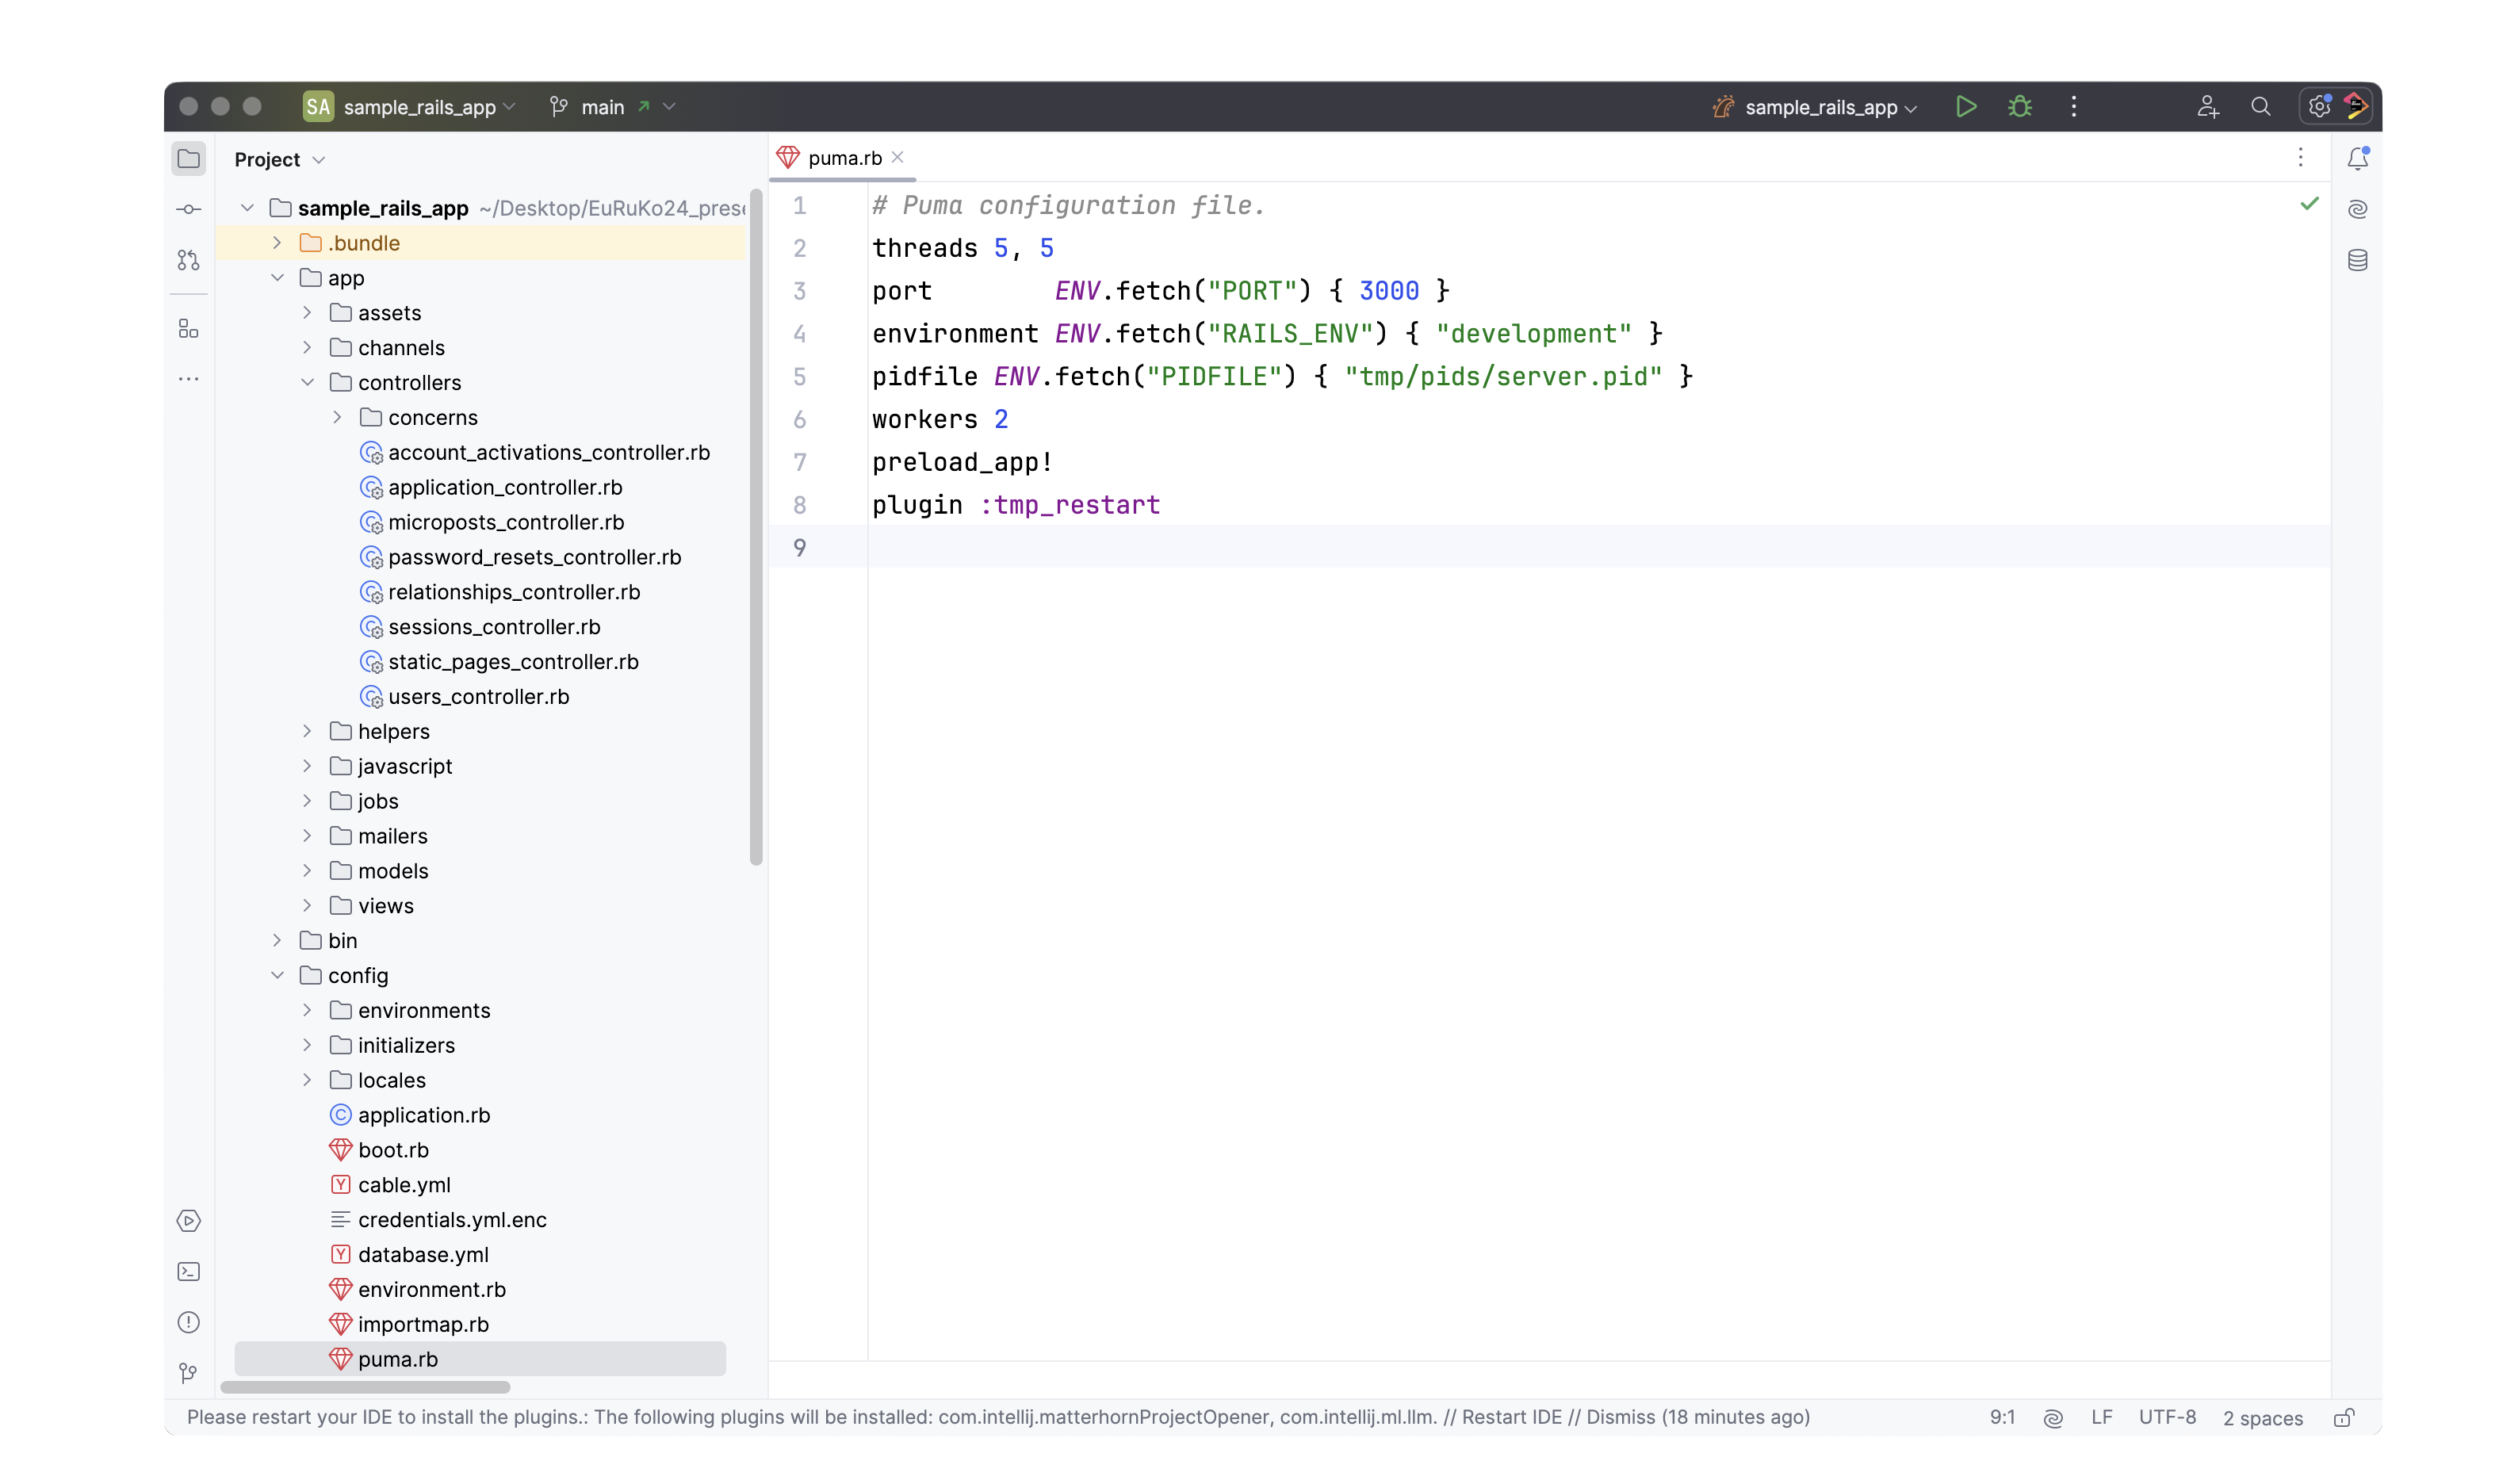 SA sample_rails_app main sample_rails_app
Project
sample_rails_app ~/Desktop/EuRuKo24_prese
.bundle
app
assets
channels
controllers
concerns
account_activations_controller.rb
application_controller.rb
microposts_controller.rb
password_resets_controller.rb
relationships_controller.rb
sessions_controller.rb
static_pages_controller.rb
users_controller.rb
helpers
javascript
jobs
mailers
models
views
bin
config
environments
initializers
locales
application.rb
boot.rb
cable.yml
credentials.yml.enc
database.yml
environment.rb
importmap.rb
puma.rb
puma.rb
1 # Puma configuration file.
2 threads 5, 5
3 port        ENV.fetch("PORT") { 3000 }
4 environment ENV.fetch("RAILS_ENV") { "development" }
5 pidfile ENV.fetch("PIDFILE") { "tmp/pids/server.pid" }
6 workers 2
7 preload_app!
8 plugin :tmp_restart
9
Please restart your IDE to install the plugins.: The following plugins will be installed: com.intellij.matterhornProjectOpener, com.intellij.ml.llm. // Restart IDE // Dismiss (18 minutes ago) 9:1 LF UTF-8 2 spaces